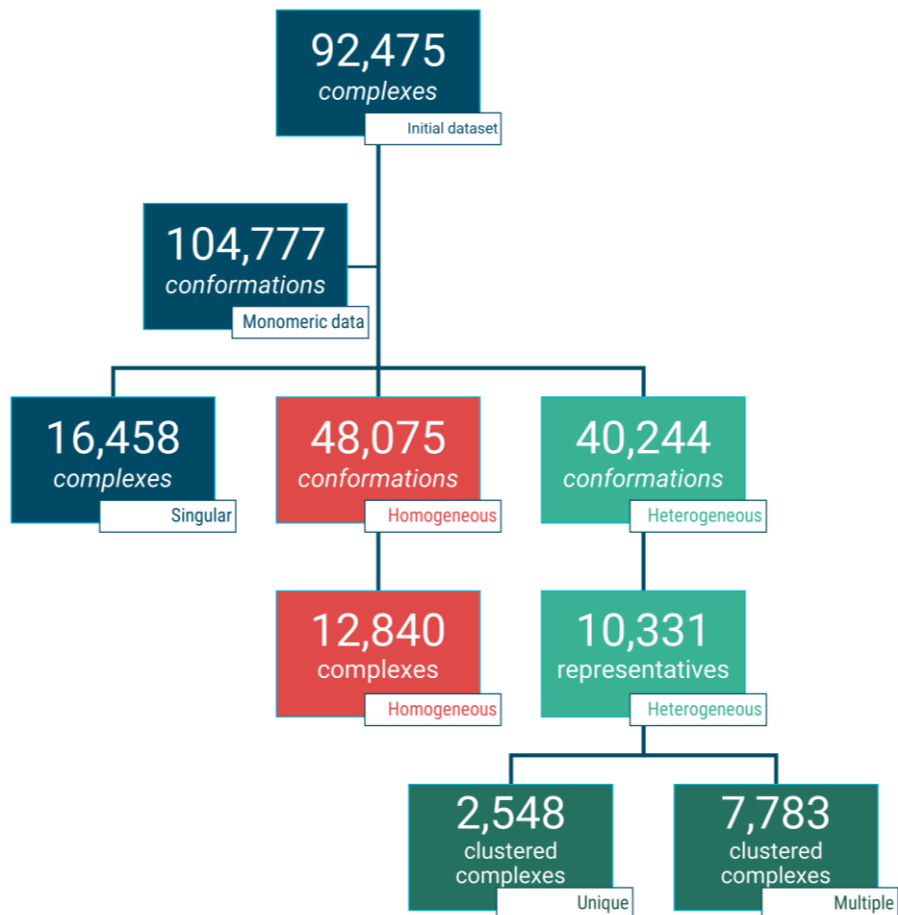 92,475
complexes
Initial dataset
104,777
conformations
Monomeric data
16,458
complexes
Singular
48,075
conformations
Homogeneous
40,244
conformations
Heterogeneous
12,840
complexes
Homogeneous
10,331
representatives
Heterogeneous
2,548
clustered
complexes
Unique
7,783
clustered
complexes
Multiple